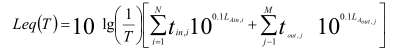 Leq(T) = 10 lg(1/T) [ ∑_{i=1}^{N} t_{in,i} 10^{0.1L_{Ain,i}} + ∑_{j-1}^{M} t_{out,j} 10^{0.1L_{Aout,j}} ]